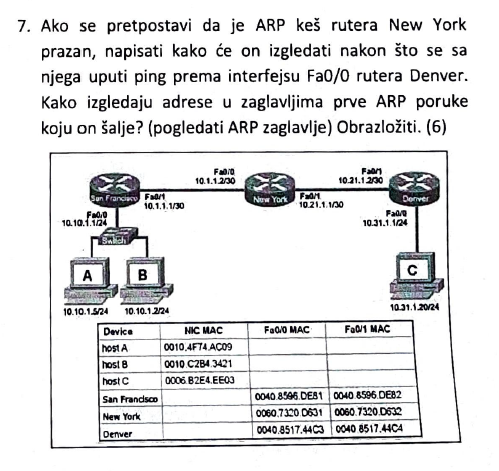 7. Ako se pretpostavi da je ARP keš rutera New York
prazan, napisati kako će on izgledati nakon što se sa
njega uputi ping prema interfejsu Fa0/0 rutera Denver.
Kako izgledaju adrese u zaglavljima prve ARP poruke
koju on šalje? (pogledati ARP zaglavlje) Obrazložiti. (6)
Fa0/0
10.1.1.2/30
Fa0/1
10.21.1.2/30
San Francisco
Fa0/1
10.1.1.1/30
New York
Fa0/1
10.21.1.1/30
Denver
Fa0/0
10.10.1.1/24
Fa0/0
10.31.1.1/24
Switch
A
B
C
10.10.1.5/24
10.10.1.2/24
10.31.1.20/24
Device NIC MAC Fa0/0 MAC Fa0/1 MAC
host A 0010.4F74.AC09
host B 0010.C2B4.3421
host C 0006.B2E4.EE03
San Francisco 0040.8596.DE81 0040.8596.DE82
New York 0060.7320.D631 0060.7320.D632
Denver 0040.8517.44C3 0040.8517.44C4